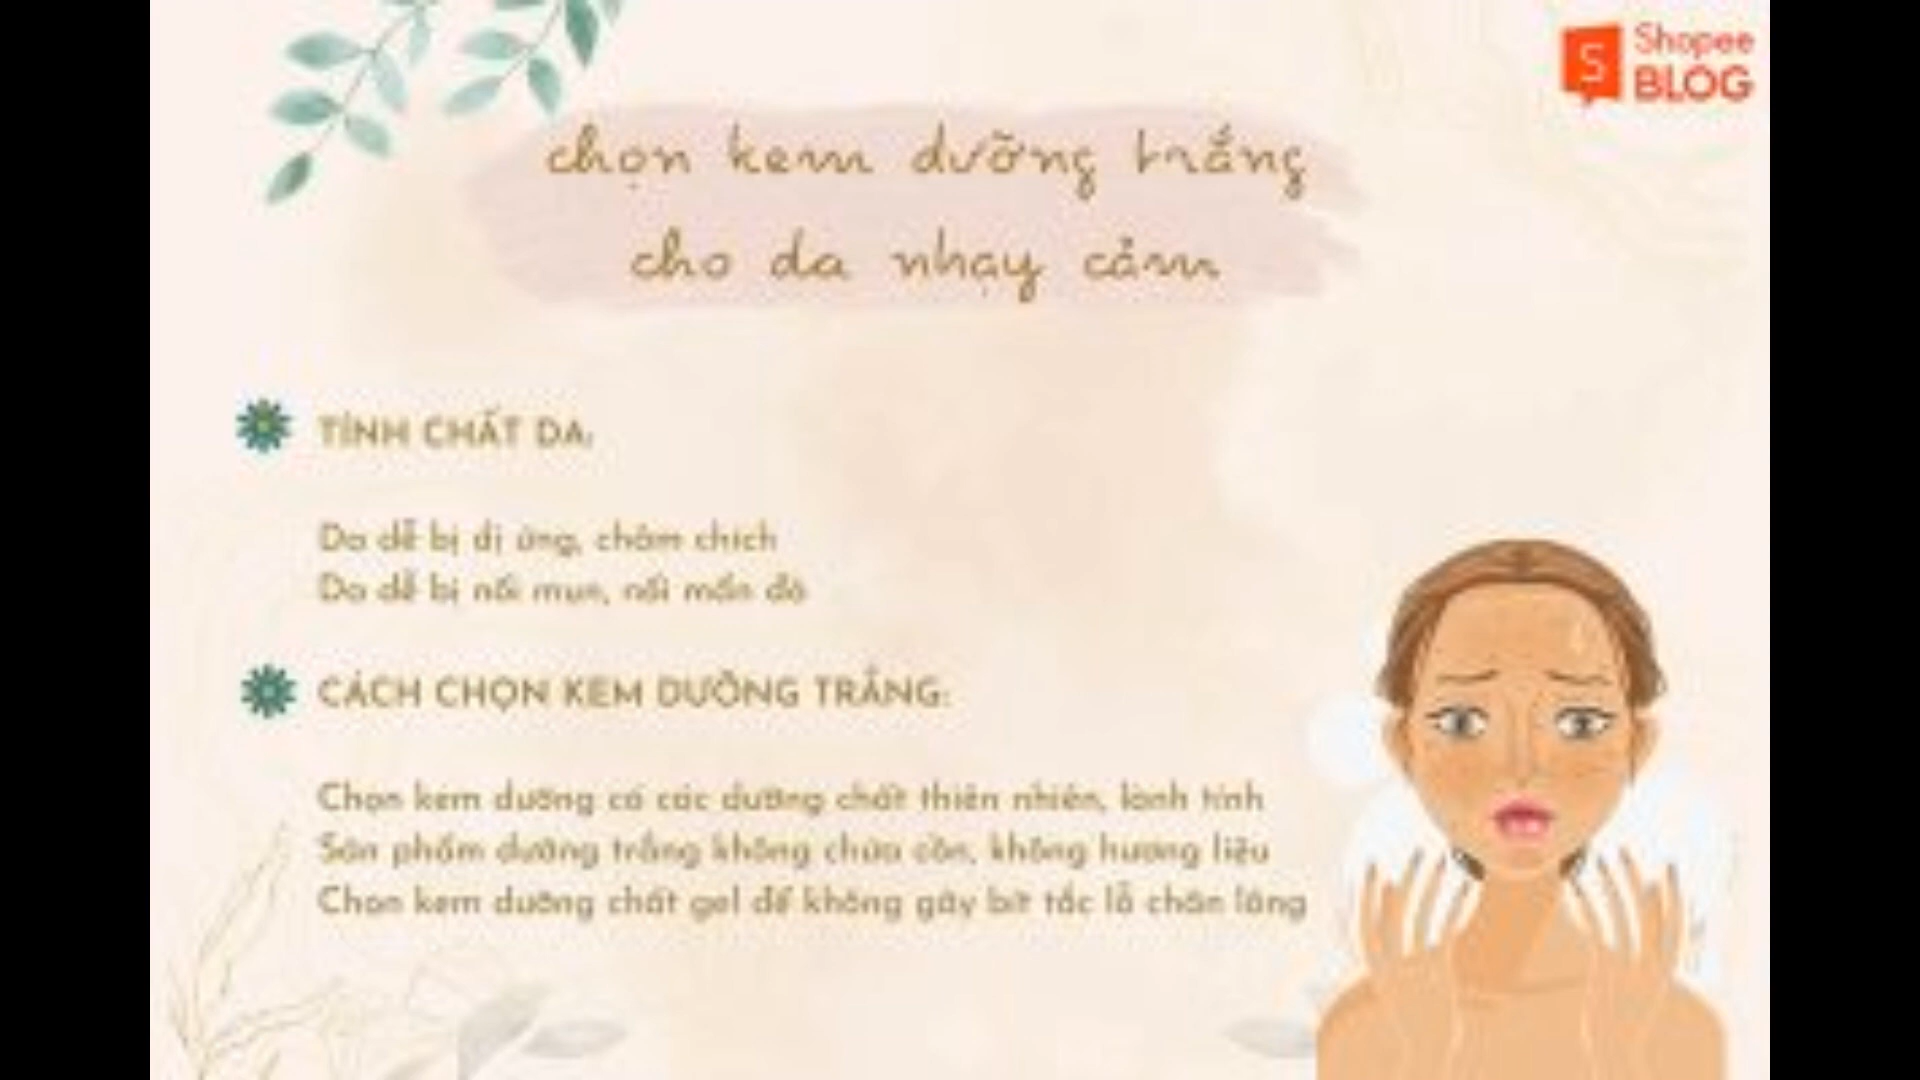 Shopee
BLOG
chọn kem dưỡng trắng
cho da nhạy cảm
TÍNH CHẤT DA:
Da dễ bị dị ứng, châm chích
Da dễ bị nổi mụn, nổi mẩn đỏ
CÁCH CHỌN KEM DƯỠNG TRẮNG:
Chọn kem dưỡng có các dưỡng chất thiên nhiên, lành tính
Sản phẩm dưỡng trắng không chứa cồn, không hương liệu
Chọn kem dưỡng chất gel để không gây bít tắc lỗ chân lông